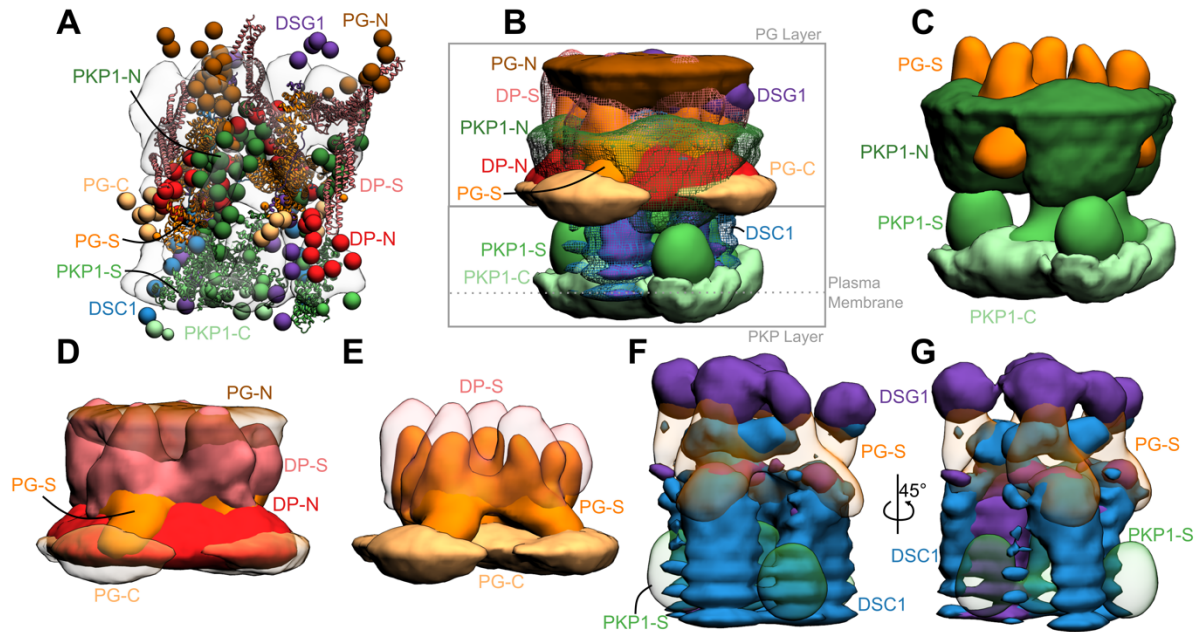 A
DSG1
PG-N
PKP1-N
PG-C
DP-S
PG-S
DP-N
PKP1-S
DSC1
PKP1-C
B
PG Layer
PG-N
DP-S
DSG1
PKP1-N
DP-N
PG-C
PG-S
PKP1-S
DSC1
PKP1-C
Plasma
Membrane
PKP Layer
C
PG-S
PKP1-N
PKP1-S
PKP1-C
D
PG-N
DP-S
PG-S
DP-N
PG-C
E
DP-S
PG-S
PG-C
F
DSG1
PG-S
DSC1
PKP1-S
G
45°
PG-S
PKP1-S
DSC1